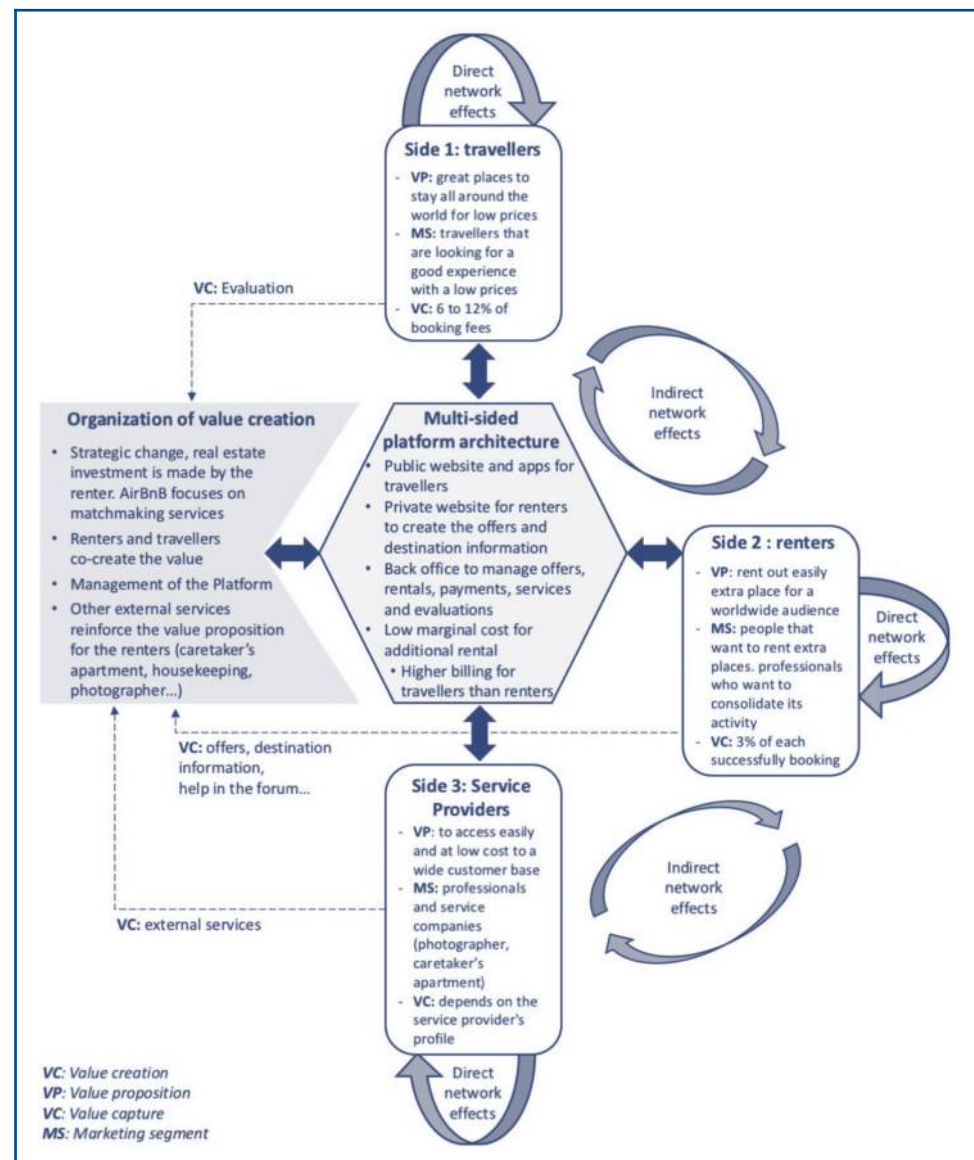 Direct
network
effects
Side 1: travellers
- VP: great places to
stay all around the
world for low prices
- MS: travellers that
are looking for a
good experience
with a low prices
- VC: 6 to 12% of
booking fees
VC: Evaluation
Indirect
network
effects
Organization of value creation
• Strategic change, real estate
investment is made by the
renter. AirBnB focuses on
matchmaking services
• Renters and travellers
co-create the value
• Management of the Platform
• Other external services
reinforce the value proposition
for the renters (caretaker's
apartment, housekeeping,
photographer…)
Multi-sided
platform architecture
• Public website and apps for
travellers
• Private website for renters
to create the offers and
destination information
• Back office to manage offers,
rentals, payments, services
and evaluations
• Low marginal cost for
additional rental
• Higher billing for
travellers than renters
Side 2 : renters
- VP: rent out easily
extra place for a
worldwide audience
- MS: people that
want to rent extra
places. professionals
who want to
consolidate its
activity
- VC: 3% of each
successfully booking
Direct
network
effects
VC: offers, destination
information,
help in the forum…
Side 3: Service
Providers
- VP: to access easily
and at low cost to a
wide customer base
- MS: professionals
and service
companies
(photographer,
caretaker's
apartment)
- VC: depends on the
service provider's
profile
Indirect
network
effects
VC: external services
Direct
network
effects
VC: Value creation
VP: Value proposition
VC: Value capture
MS: Marketing segment